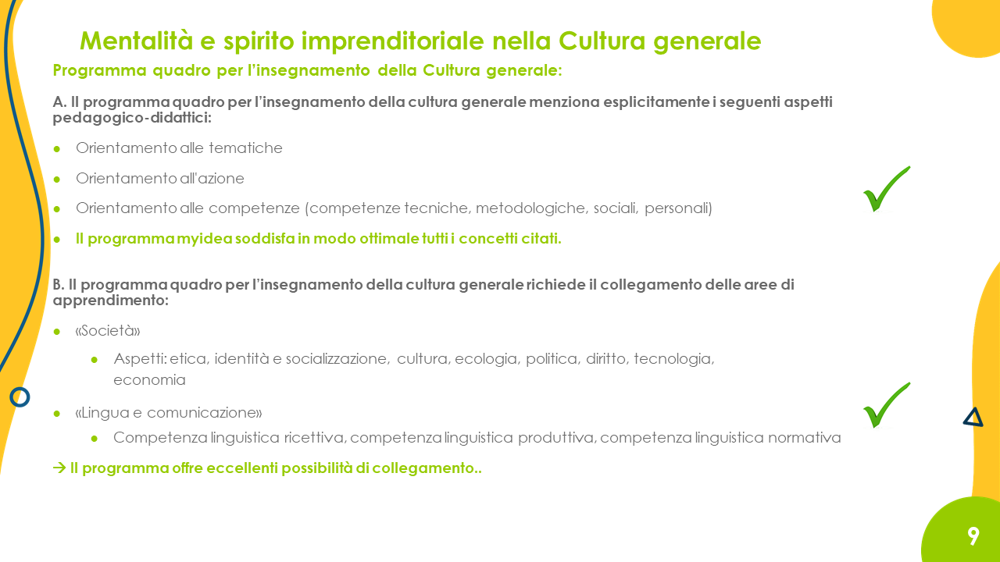 Mentalità e spirito imprenditoriale nella Cultura generale
Programma quadro per l’insegnamento della Cultura generale:
A. Il programma quadro per l’insegnamento della cultura generale menziona esplicitamente i seguenti aspetti
pedagogico-didattici:
● Orientamento alle tematiche
● Orientamento all'azione
● Orientamento alle competenze (competenze tecniche, metodologiche, sociali, personali)
● Il programma myidea soddisfa in modo ottimale tutti i concetti citati.
B. Il programma quadro per l’insegnamento della cultura generale richiede il collegamento delle aree di
apprendimento:
● «Società»
● Aspetti: etica, identità e socializzazione, cultura, ecologia, politica, diritto, tecnologia,
economia
● «Lingua e comunicazione»
● Competenza linguistica ricettiva, competenza linguistica produttiva, competenza linguistica normativa
→ Il programma offre eccellenti possibilità di collegamento..
9